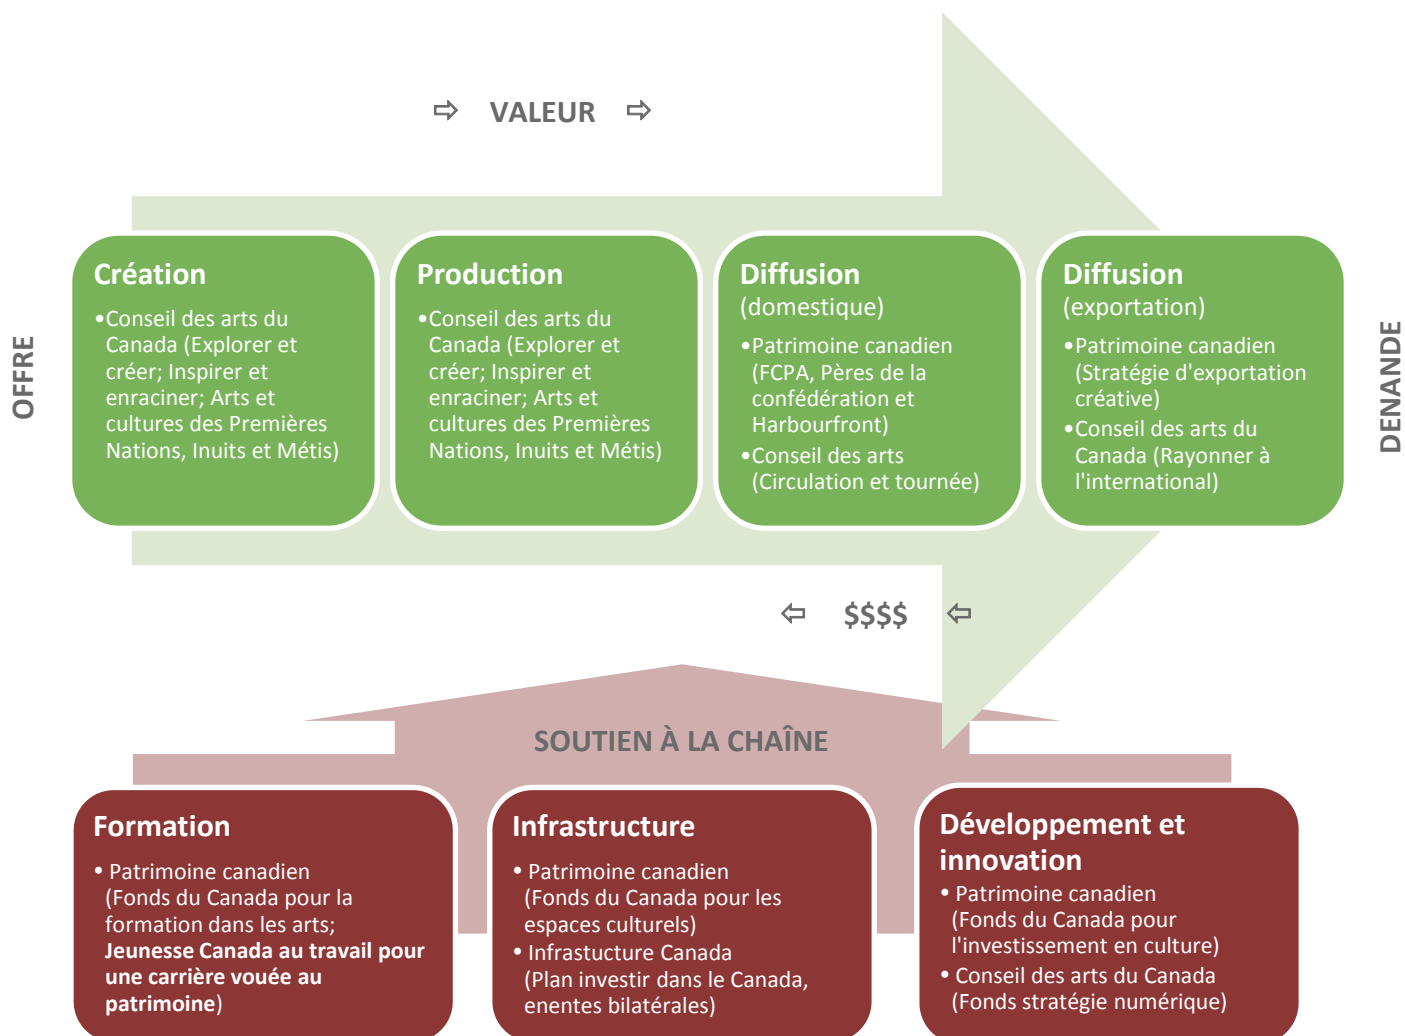 ⇨ VALEUR ⇨
OFFRE
Création
•Conseil des arts du
Canada (Explorer et
créer; Inspirer et
enraciner; Arts et
cultures des Premières
Nations, Inuits et Métis)
Production
•Conseil des arts du
Canada (Explorer et
créer; Inspirer et
enraciner; Arts et
cultures des Premières
Nations, Inuits et Métis)
Diffusion
(domestique)
•Patrimoine canadien
(FCPA, Pères de la
confédération et
Harbourfront)
•Conseil des arts
(Circulation et tournée)
Diffusion
(exportation)
•Patrimoine canadien
(Stratégie d'exportation
créative)
•Conseil des arts du
Canada (Rayonner à
l'international)
DENANDE
⇦ $$$$ ⇦
SOUTIEN À LA CHAÎNE
Formation
• Patrimoine canadien
(Fonds du Canada pour la
formation dans les arts;
Jeunesse Canada au travail pour
une carrière vouée au
patrimoine)
Infrastructure
• Patrimoine canadien
(Fonds du Canada pour les
espaces culturels)
• Infrastucture Canada
(Plan investir dans le Canada,
enentes bilatérales)
Développement et
innovation
• Patrimoine canadien
(Fonds du Canada pour
l'investissement en culture)
• Conseil des arts du Canada
(Fonds stratégie numérique)